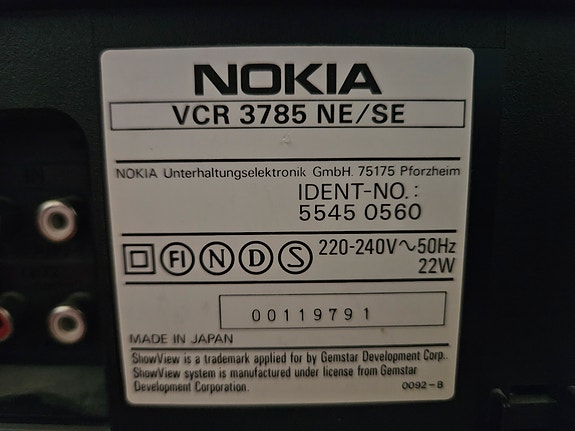 NOKIA
VCR 3785 NE/SE
NOKIA Unterhaltungselektronik GmbH. 75175 Pforzheim
IDENT-NO.:
5545 0560
FI N D S 220-240V~50Hz
22W
00119791
MADE IN JAPAN
ShowView is a trademark applied for by Gemstar Development Corp..
ShowView system is manufactured under license from Gemstar
Development Corporation. 0092-B